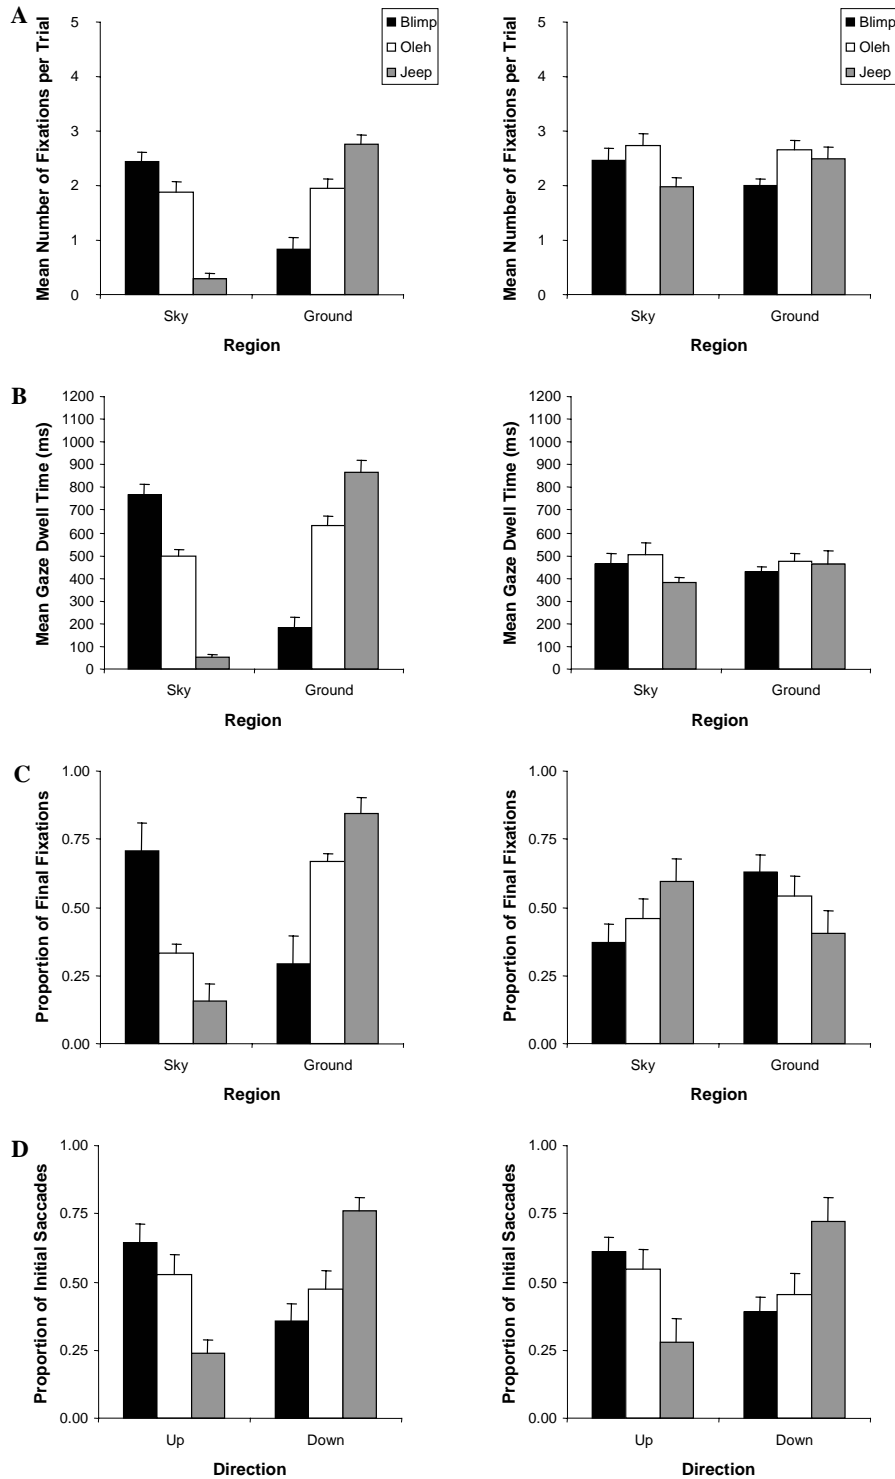 A
Mean Number of Fixations per Trial
5
4
3
2
1
0
Sky
Ground
Region
Blimp
Oleh
Jeep
Mean Number of Fixations per Trial
5
4
3
2
1
0
Sky
Ground
Region
Blimp
Oleh
Jeep
B
Mean Gaze Dwell Time (ms)
1200
1100
1000
900
800
700
600
500
400
300
200
100
0
Sky
Ground
Region
Mean Gaze Dwell Time (ms)
1200
1100
1000
900
800
700
600
500
400
300
200
100
0
Sky
Ground
Region
C
Proportion of Final Fixations
1.00
0.75
0.50
0.25
0.00
Sky
Ground
Region
Proportion of Final Fixations
1.00
0.75
0.50
0.25
0.00
Sky
Ground
Region
D
Proportion of Initial Saccades
1.00
0.75
0.50
0.25
0.00
Up
Down
Direction
Proportion of Initial Saccades
1.00
0.75
0.50
0.25
0.00
Up
Down
Direction